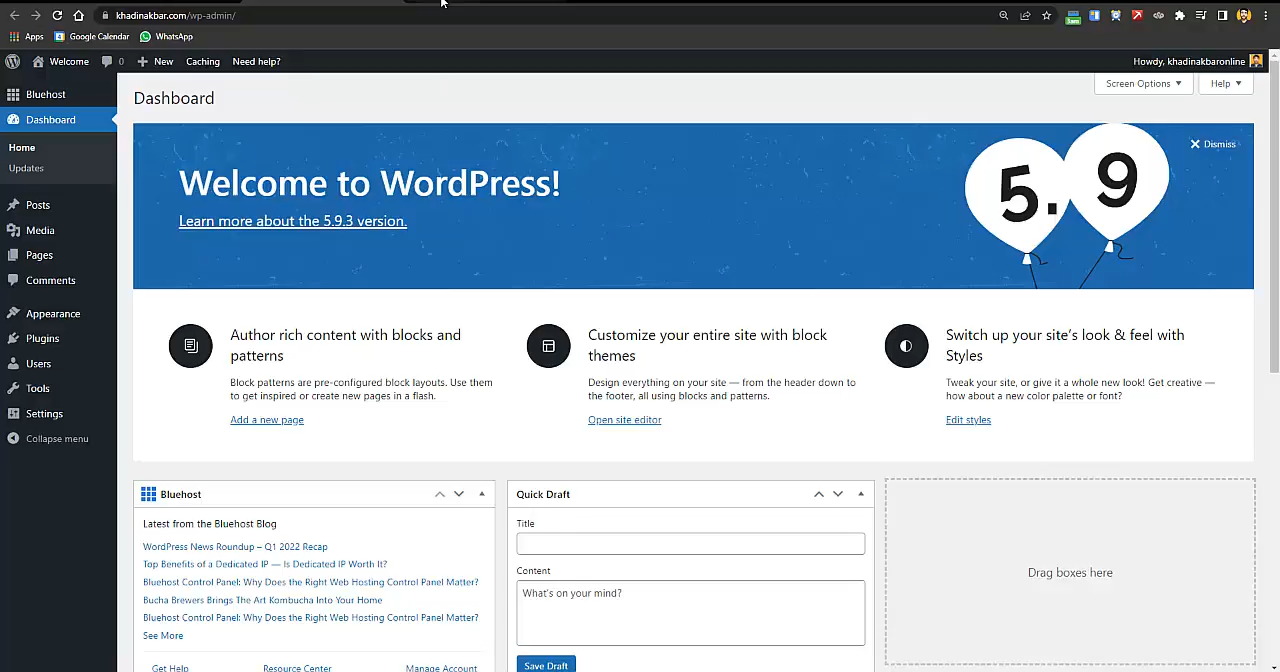 khadinakbar.com/wp-admin/
Apps Google Calendar WhatsApp
Welcome 0 New Caching Need help? Howdy, khadinakbaronline
Bluehost
Dashboard
Home
Updates
Posts
Media
Pages
Comments
Appearance
Plugins
Users
Tools
Settings
Collapse menu
Screen Options ▼ Help ▼
Dashboard
Dismiss
Welcome to WordPress!
Learn more about the 5.9.3 version.
5.9
Author rich content with blocks and
patterns
Block patterns are pre-configured block layouts. Use them
to get inspired or create new pages in a flash.
Add a new page
Customize your entire site with block
themes
Design everything on your site — from the header down to
the footer, all using blocks and patterns.
Open site editor
Switch up your site's look & feel with
Styles
Tweak your site, or give it a whole new look! Get creative —
how about a new color palette or font?
Edit styles
Bluehost
Latest from the Bluehost Blog
WordPress News Roundup – Q1 2022 Recap
Top Benefits of a Dedicated IP — Is Dedicated IP Worth It?
Bluehost Control Panel: Why Does the Right Web Hosting Control Panel Matter?
Bucha Brewers Brings The Art Kombucha Into Your Home
Bluehost Control Panel: Why Does the Right Web Hosting Control Panel Matter?
See More
Get Help Resource Center Manage Account
Quick Draft
Title
Content
What's on your mind?
Save Draft
Drag boxes here